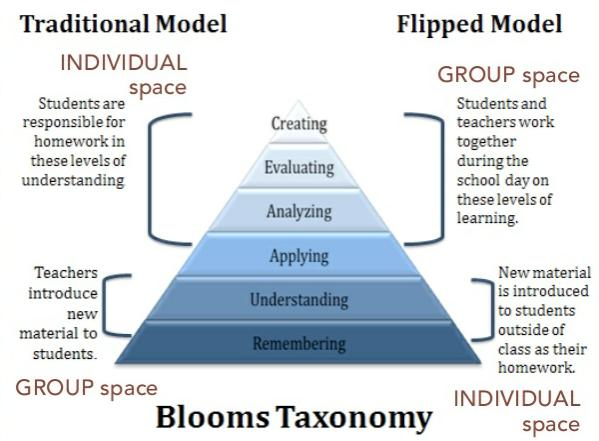 Traditional Model
Flipped Model
INDIVIDUAL
space
Students are
responsible for
homework in
these levels of
understanding
GROUP space
Students and
teachers work
together
during the
school day on
these levels of
learning.
Creating
Evaluating
Analyzing
Applying
Understanding
Remembering
Teachers
introduce
new
material to
students.
GROUP space
New material
is introduced
to students
outside of
class as their
homework.
INDIVIDUAL
space
Blooms Taxonomy